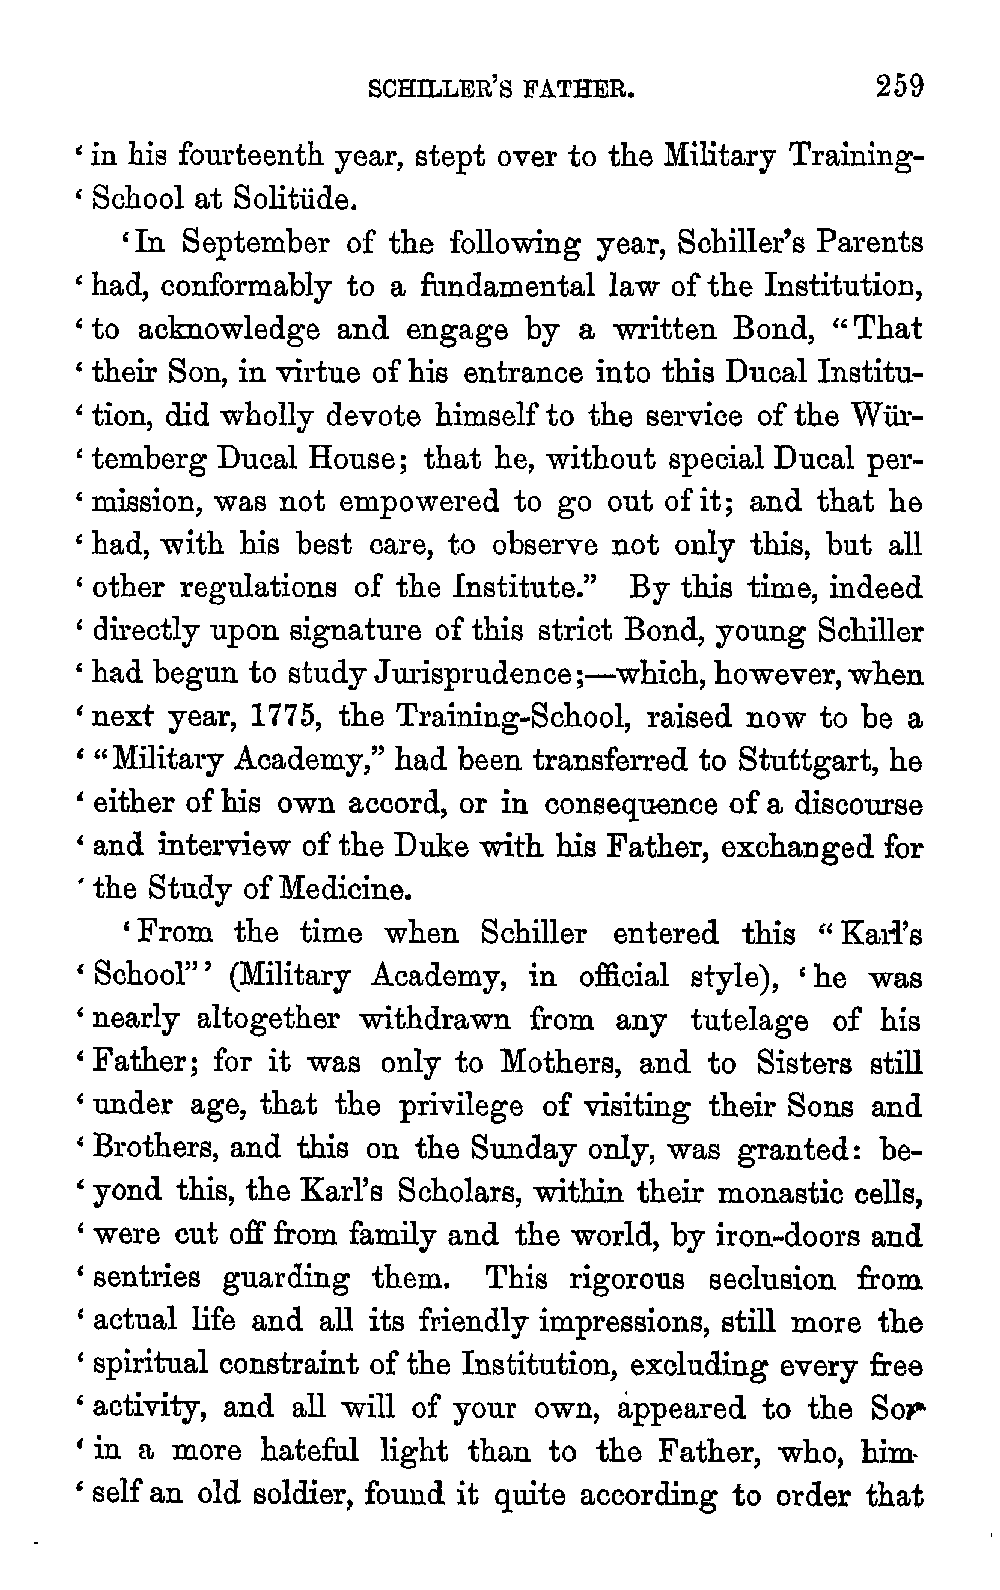 SCHILLER'S FATHER. 259
‘ in his fourteenth year, stept over to the Military Training-
‘ School at Solitüde.
‘ In September of the following year, Schiller's Parents
‘ had, conformably to a fundamental law of the Institution,
‘ to acknowledge and engage by a written Bond, “That
‘ their Son, in virtue of his entrance into this Ducal Institu-
‘ tion, did wholly devote himself to the service of the Wür-
‘ temberg Ducal House; that he, without special Ducal per-
‘ mission, was not empowered to go out of it; and that he
‘ had, with his best care, to observe not only this, but all
‘ other regulations of the Institute.” By this time, indeed
‘ directly upon signature of this strict Bond, young Schiller
‘ had begun to study Jurisprudence;—which, however, when
‘ next year, 1775, the Training-School, raised now to be a
‘ “Military Academy,” had been transferred to Stuttgart, he
‘ either of his own accord, or in consequence of a discourse
‘ and interview of the Duke with his Father, exchanged for
‘ the Study of Medicine.
‘ From the time when Schiller entered this “Karl's
‘ School” ’ (Military Academy, in official style), ‘ he was
‘ nearly altogether withdrawn from any tutelage of his
‘ Father; for it was only to Mothers, and to Sisters still
‘ under age, that the privilege of visiting their Sons and
‘ Brothers, and this on the Sunday only, was granted: be-
‘ yond this, the Karl's Scholars, within their monastic cells,
‘ were cut off from family and the world, by iron-doors and
‘ sentries guarding them. This rigorous seclusion from
‘ actual life and all its friendly impressions, still more the
‘ spiritual constraint of the Institution, excluding every free
‘ activity, and all will of your own, appeared to the Son
‘ in a more hateful light than to the Father, who, him-
‘ self an old soldier, found it quite according to order that